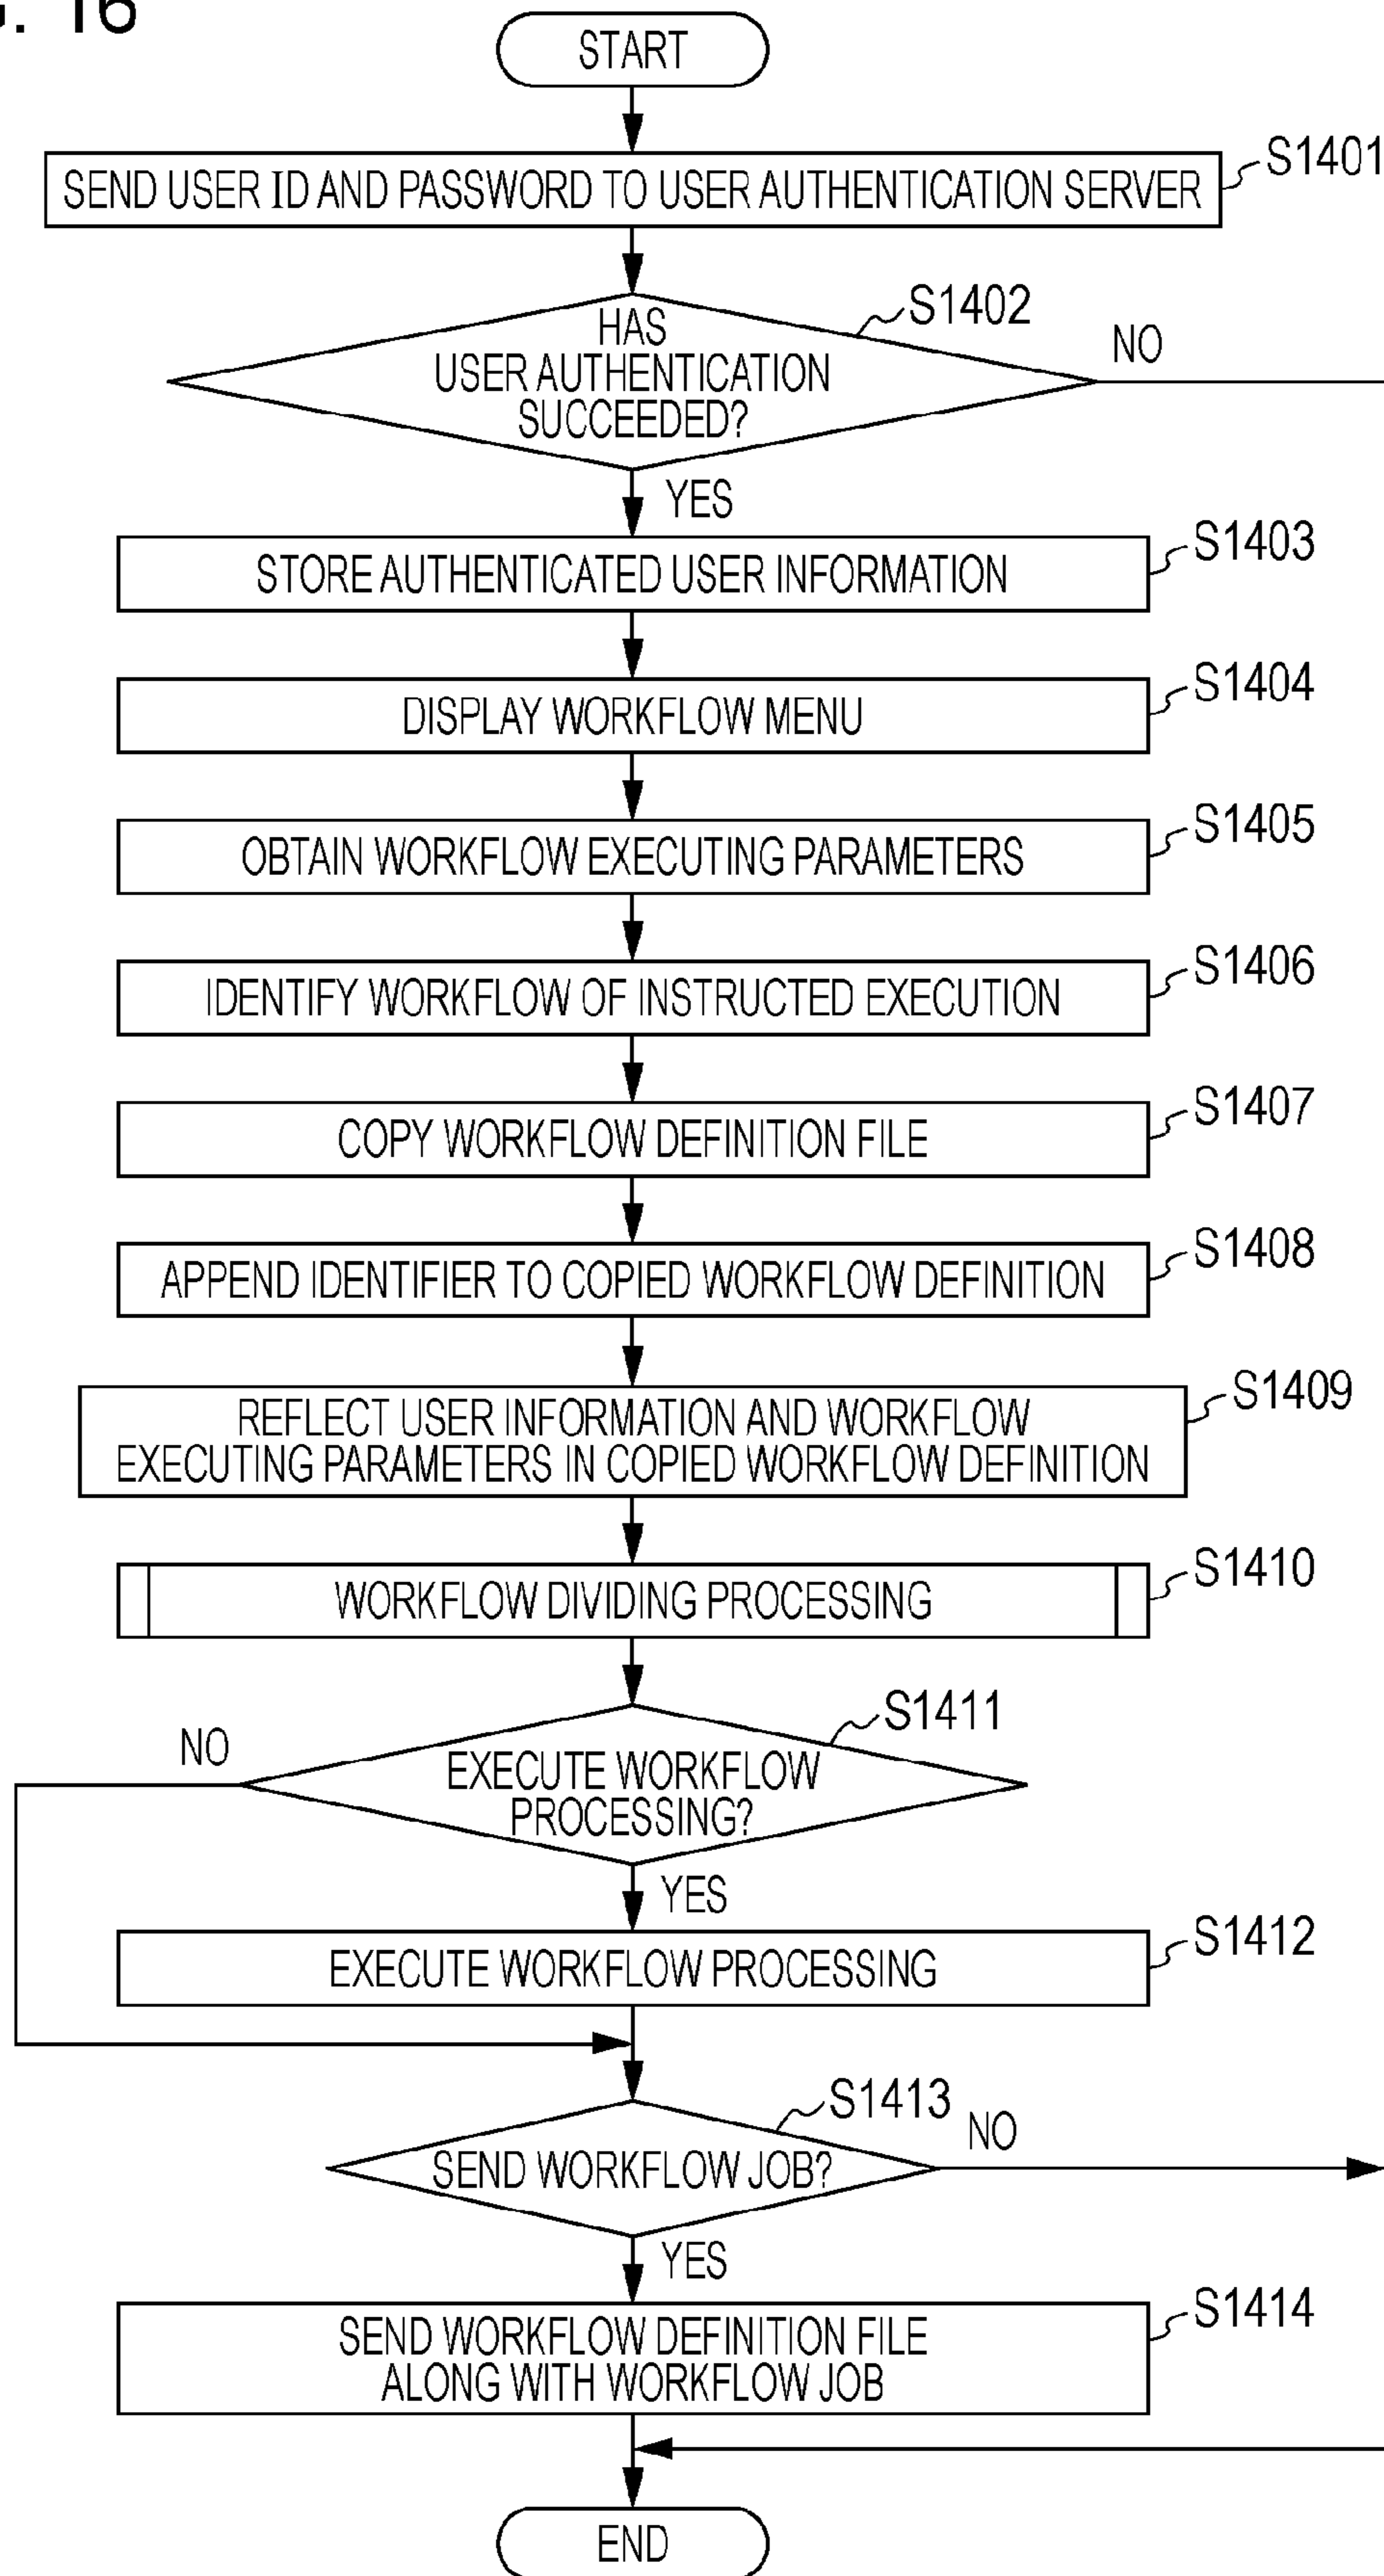 G. 16
START
SEND USER ID AND PASSWORD TO USER AUTHENTICATION SERVER
S1401
HAS
USER AUTHENTICATION
SUCCEEDED?
S1402
NO
YES
STORE AUTHENTICATED USER INFORMATION
S1403
DISPLAY WORKFLOW MENU
S1404
OBTAIN WORKFLOW EXECUTING PARAMETERS
S1405
IDENTIFY WORKFLOW OF INSTRUCTED EXECUTION
S1406
COPY WORKFLOW DEFINITION FILE
S1407
APPEND IDENTIFIER TO COPIED WORKFLOW DEFINITION
S1408
REFLECT USER INFORMATION AND WORKFLOW
EXECUTING PARAMETERS IN COPIED WORKFLOW DEFINITION
S1409
WORKFLOW DIVIDING PROCESSING
S1410
NO
EXECUTE WORKFLOW
PROCESSING?
S1411
YES
EXECUTE WORKFLOW PROCESSING
S1412
SEND WORKFLOW JOB?
S1413
NO
YES
SEND WORKFLOW DEFINITION FILE
ALONG WITH WORKFLOW JOB
S1414
END